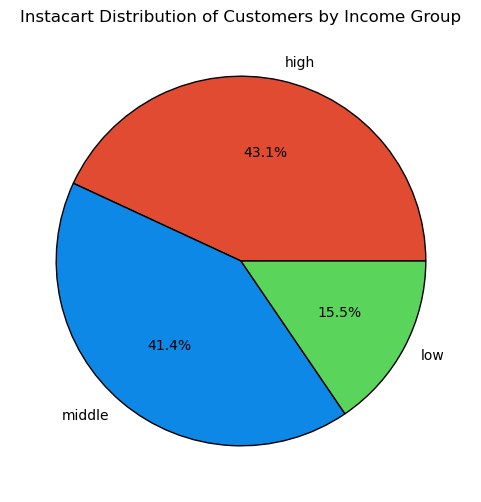 Instacart Distribution of Customers by Income Group
high
43.1%
15.5%
41.4%
low
middle